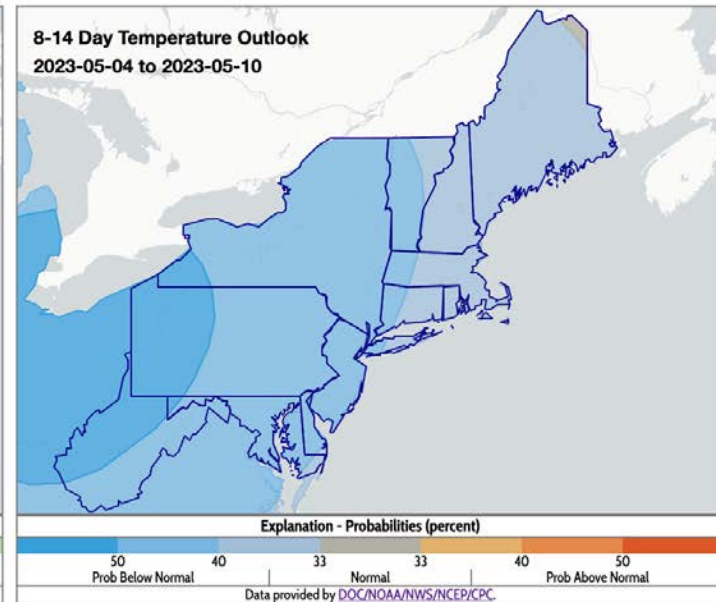 8-14 Day Temperature Outlook
2023-05-04 to 2023-05-10
Explanation - Probabilities (percent)
50 40 33 33 40 50
Prob Below Normal | Normal | Prob Above Normal
Data provided by DOC/NOAA/NWS/NCEP/CPC.